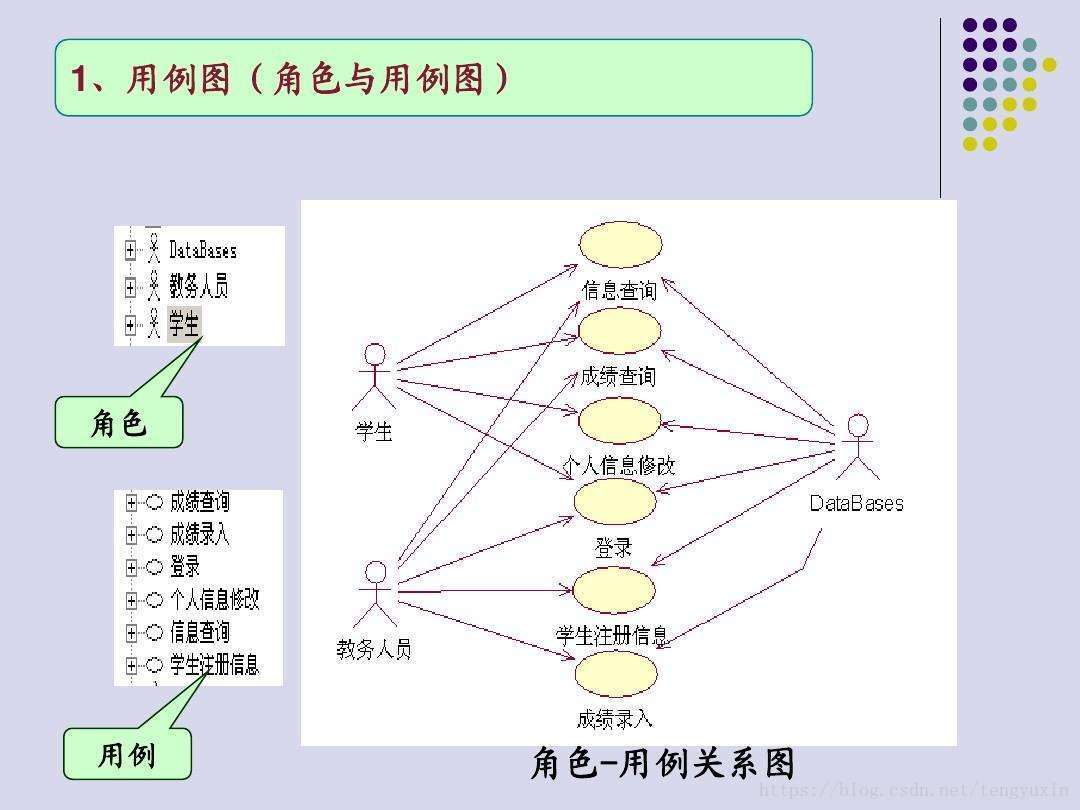 1、用例图（角色与用例图）
DataBases
教务人员
学生
角色
成绩查询
成绩录入
登录
个人信息修改
信息查询
学生注册信息
用例
信息查询
成绩查询
学生
个人信息修改
DataBases
登录
学生注册信息
教务人员
成绩录入
角色-用例关系图
https://blog.csdn.net/tengyuxin